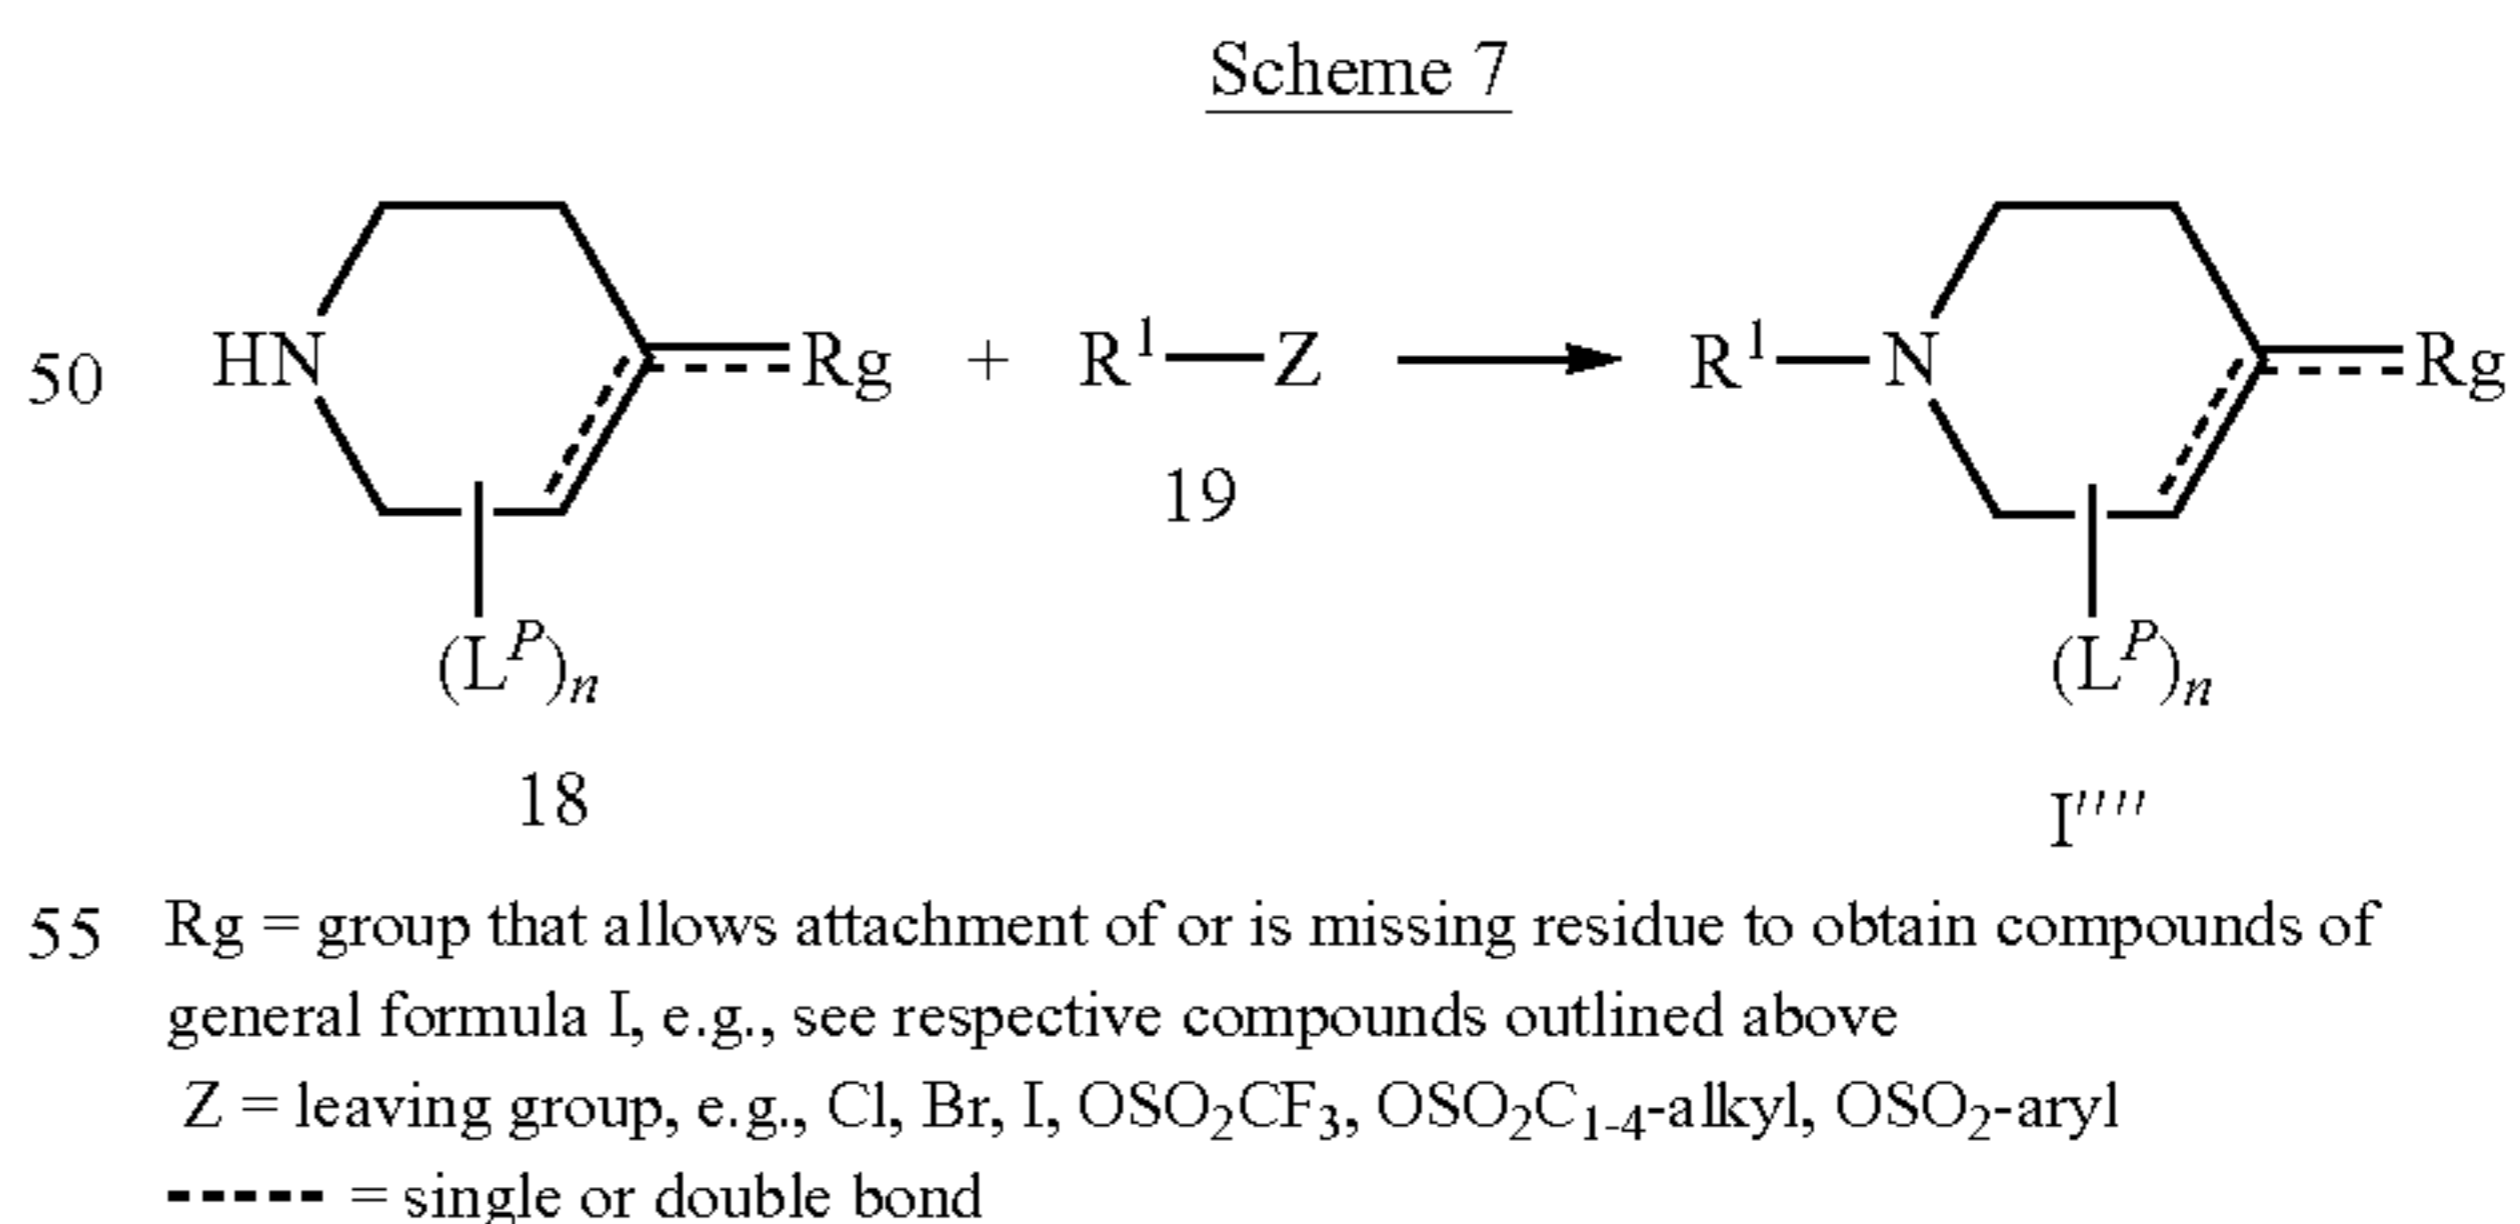 Scheme 7
50 HN Rg + R¹—Z R¹—N Rg
19
(Lᴾ)ₙ (Lᴾ)ₙ
18 I′′′′
55 Rg = group that allows attachment of or is missing residue to obtain compounds of
general formula I, e.g., see respective compounds outlined above
Z = leaving group, e.g., Cl, Br, I, OSO₂CF₃, OSO₂C₁₋₄-alkyl, OSO₂-aryl
----- = single or double bond